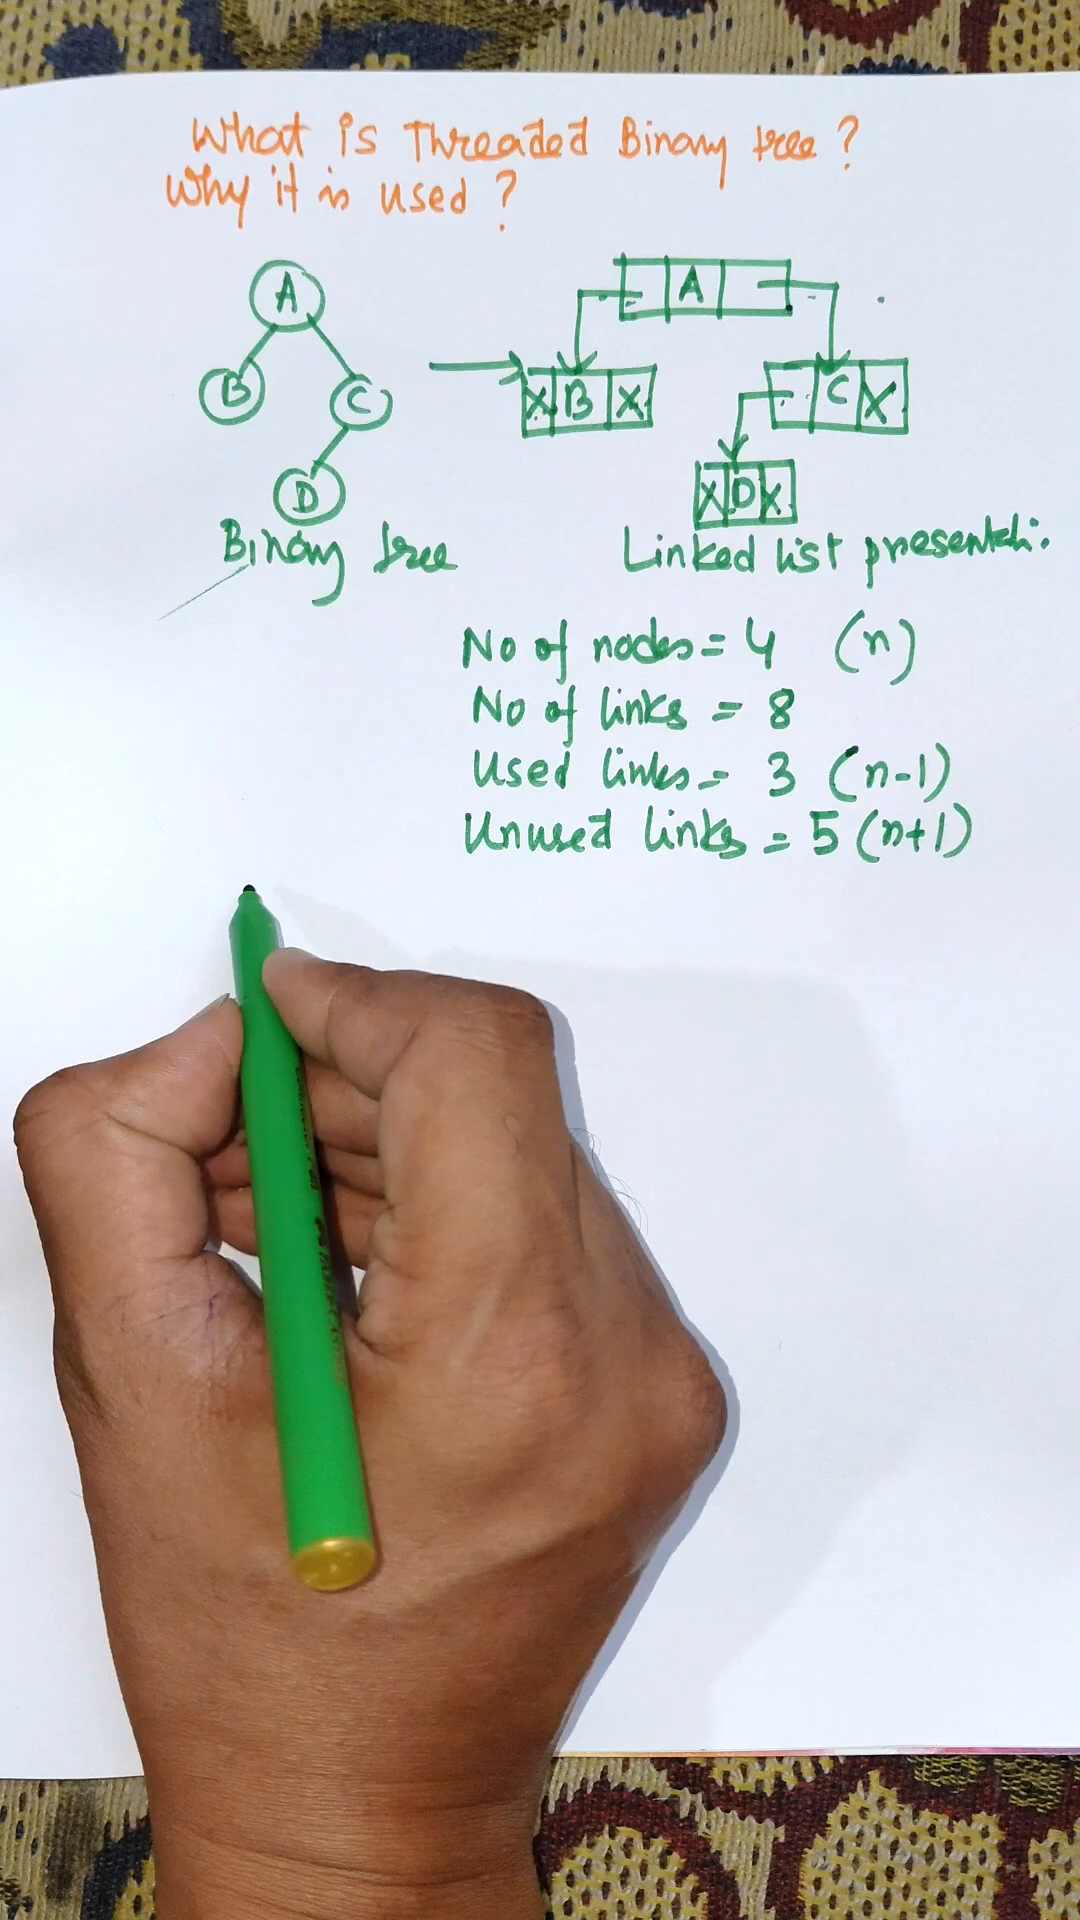 What is Threaded Binary tree?
Why it is used?
A
B
C
D
Binary tree
A
X B X
C X
X D X
Linked list presentati.
No of nodes = 4 (n)
No of links = 8
Used links = 3 (n-1)
Unused links = 5 (n+1)